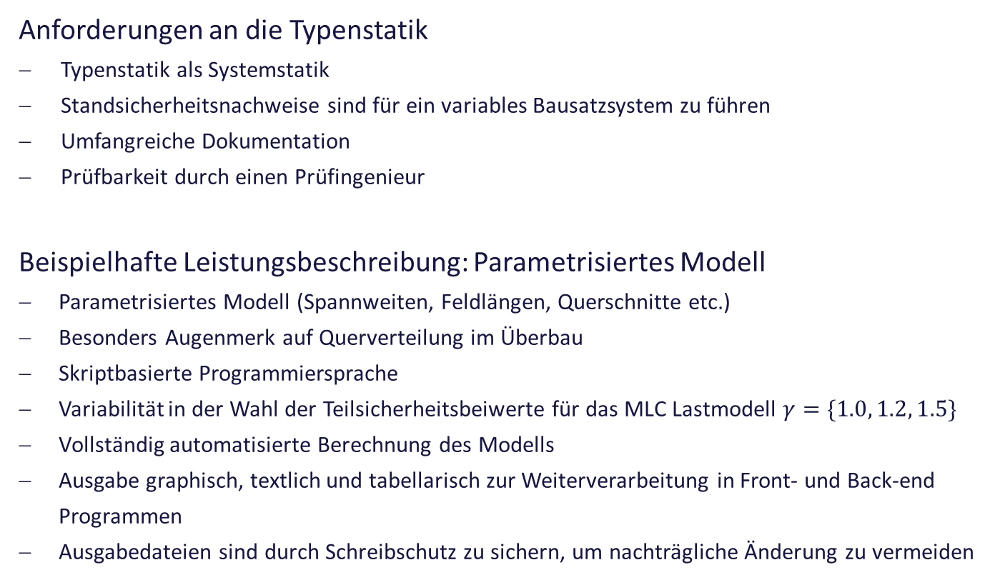 Anforderungen an die Typenstatik
– Typenstatik als Systemstatik
– Standsicherheitsnachweise sind für ein variables Bausatzsystem zu führen
– Umfangreiche Dokumentation
– Prüfbarkeit durch einen Prüfingenieur
Beispielhafte Leistungsbeschreibung: Parametrisiertes Modell
– Parametrisiertes Modell (Spannweiten, Feldlängen, Querschnitte etc.)
– Besonders Augenmerk auf Querverteilung im Überbau
– Skriptbasierte Programmiersprache
– Variabilität in der Wahl der Teilsicherheitsbeiwerte für das MLC Lastmodell γ = {1.0, 1.2, 1.5}
– Vollständig automatisierte Berechnung des Modells
– Ausgabe graphisch, textlich und tabellarisch zur Weiterverarbeitung in Front- und Back-end
Programmen
– Ausgabedateien sind durch Schreibschutz zu sichern, um nachträgliche Änderung zu vermeiden